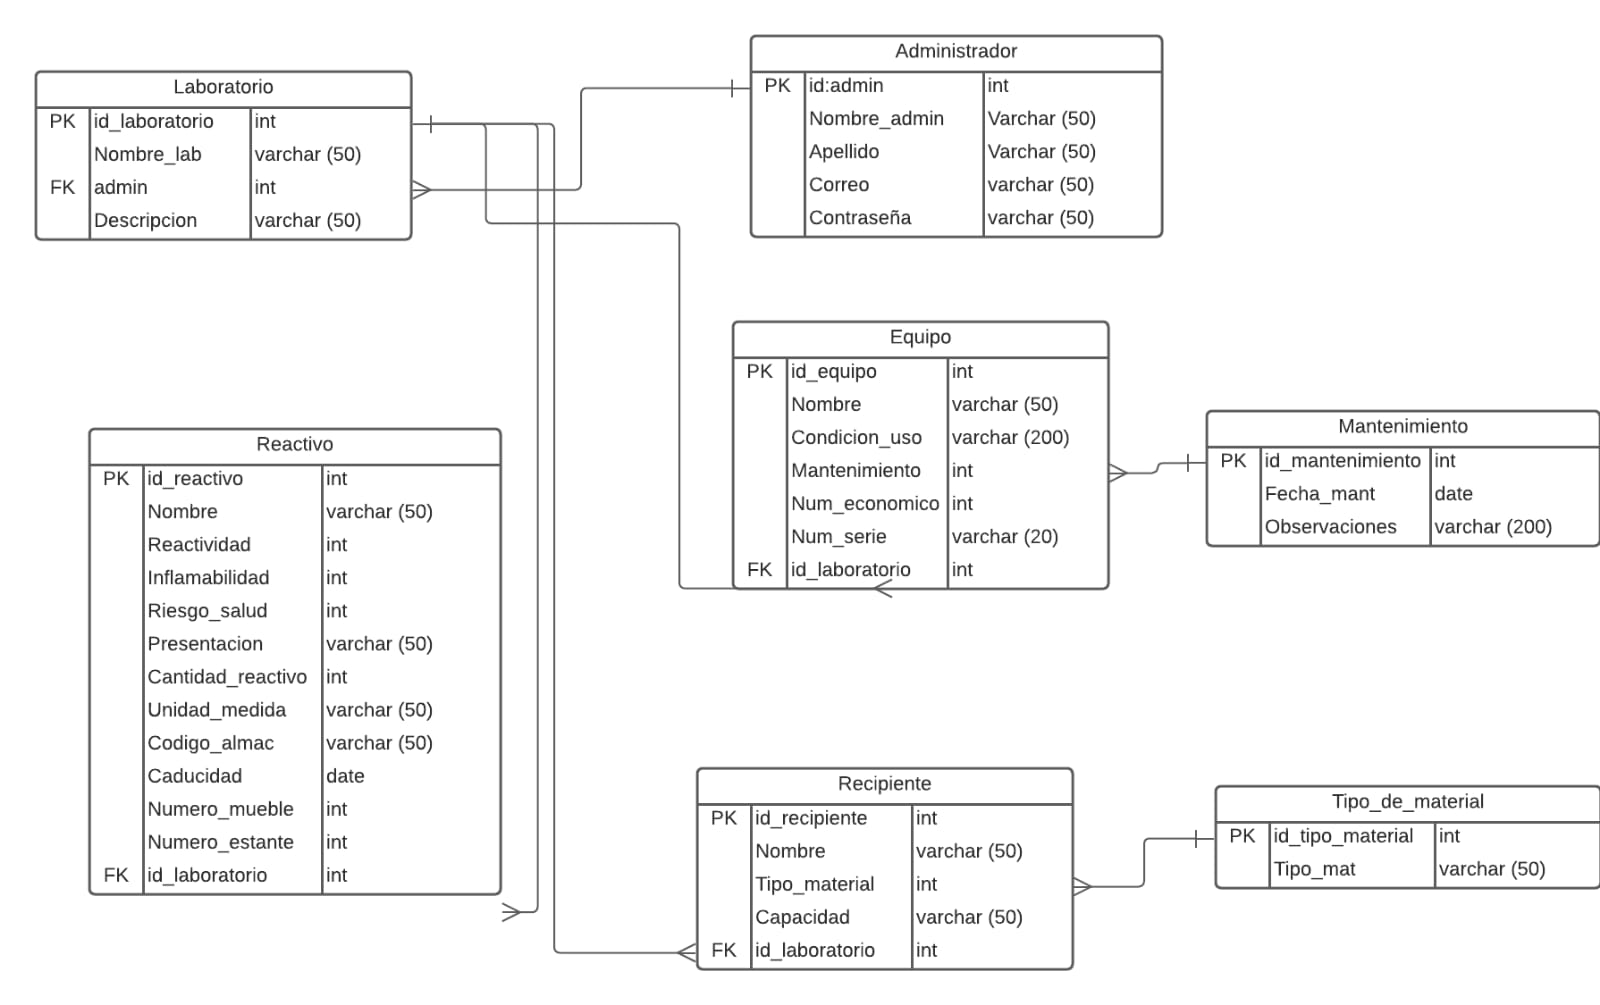 Laboratorio
PK id_laboratorio int
Nombre_lab varchar (50)
FK admin int
Descripcion varchar (50)
Administrador
PK id:admin int
Nombre_admin Varchar (50)
Apellido Varchar (50)
Correo varchar (50)
Contraseña varchar (50)
Equipo
PK id_equipo int
Nombre varchar (50)
Condicion_uso varchar (200)
Mantenimiento int
Num_economico int
Num_serie varchar (20)
FK id_laboratorio int
Mantenimiento
PK id_mantenimiento int
Fecha_mant date
Observaciones varchar (200)
Reactivo
PK id_reactivo int
Nombre varchar (50)
Reactividad int
Inflamabilidad int
Riesgo_salud int
Presentacion varchar (50)
Cantidad_reactivo int
Unidad_medida varchar (50)
Codigo_almac varchar (50)
Caducidad date
Numero_mueble int
Numero_estante int
FK id_laboratorio int
Recipiente
PK id_recipiente int
Nombre varchar (50)
Tipo_material int
Capacidad varchar (50)
FK id_laboratorio int
Tipo_de_material
PK id_tipo_material int
Tipo_mat varchar (50)